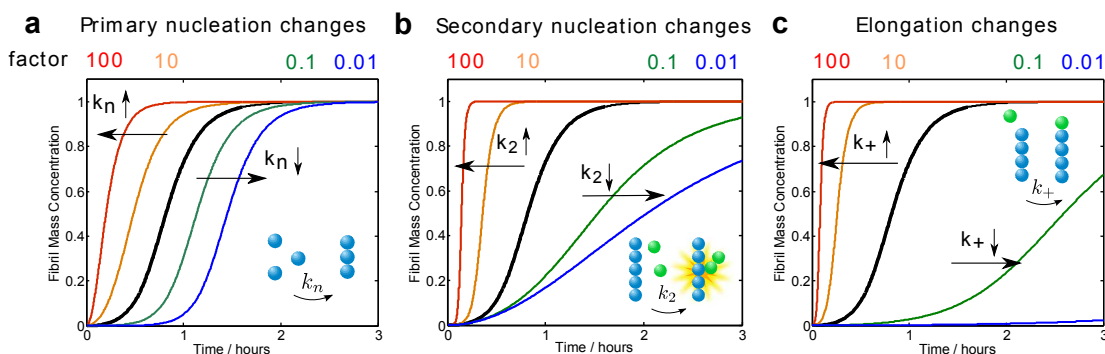 a Primary nucleation changes
factor 100 10 0.1 0.01
Fibril Mass Concentration
1
0.8
0.6
0.4
0.2
0
kn
kn
kn
0 1 2 3
Time / hours
b Secondary nucleation changes
100 10 0.1 0.01
Fibril Mass Concentration
1
0.8
0.6
0.4
0.2
0
k2
k2
k2
0 1 2 3
Time / hours
c Elongation changes
100 10 0.1 0.01
Fibril Mass Concentration
1
0.8
0.6
0.4
0.2
0
k+
k+
k+
0 1 2 3
Time / hours